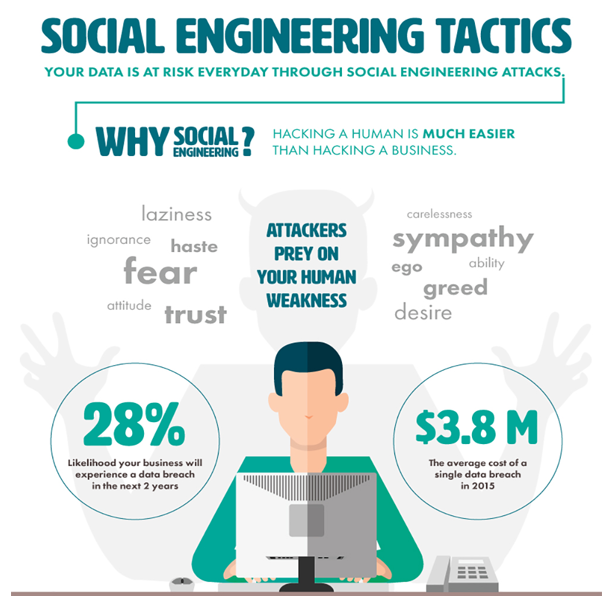 SOCIAL ENGINEERING TACTICS
YOUR DATA IS AT RISK EVERYDAY THROUGH SOCIAL ENGINEERING ATTACKS.
WHY SOCIAL ENGINEERING?
HACKING A HUMAN IS MUCH EASIER
THAN HACKING A BUSINESS.
laziness
ignorance
haste
fear
attitude
trust
ATTACKERS
PREY ON
YOUR HUMAN
WEAKNESS
carelessness
sympathy
ego
ability
greed
desire
28%
Likelihood your business will
experience a data breach
in the next 2 years
$3.8 M
The average cost of a
single data breach
in 2015